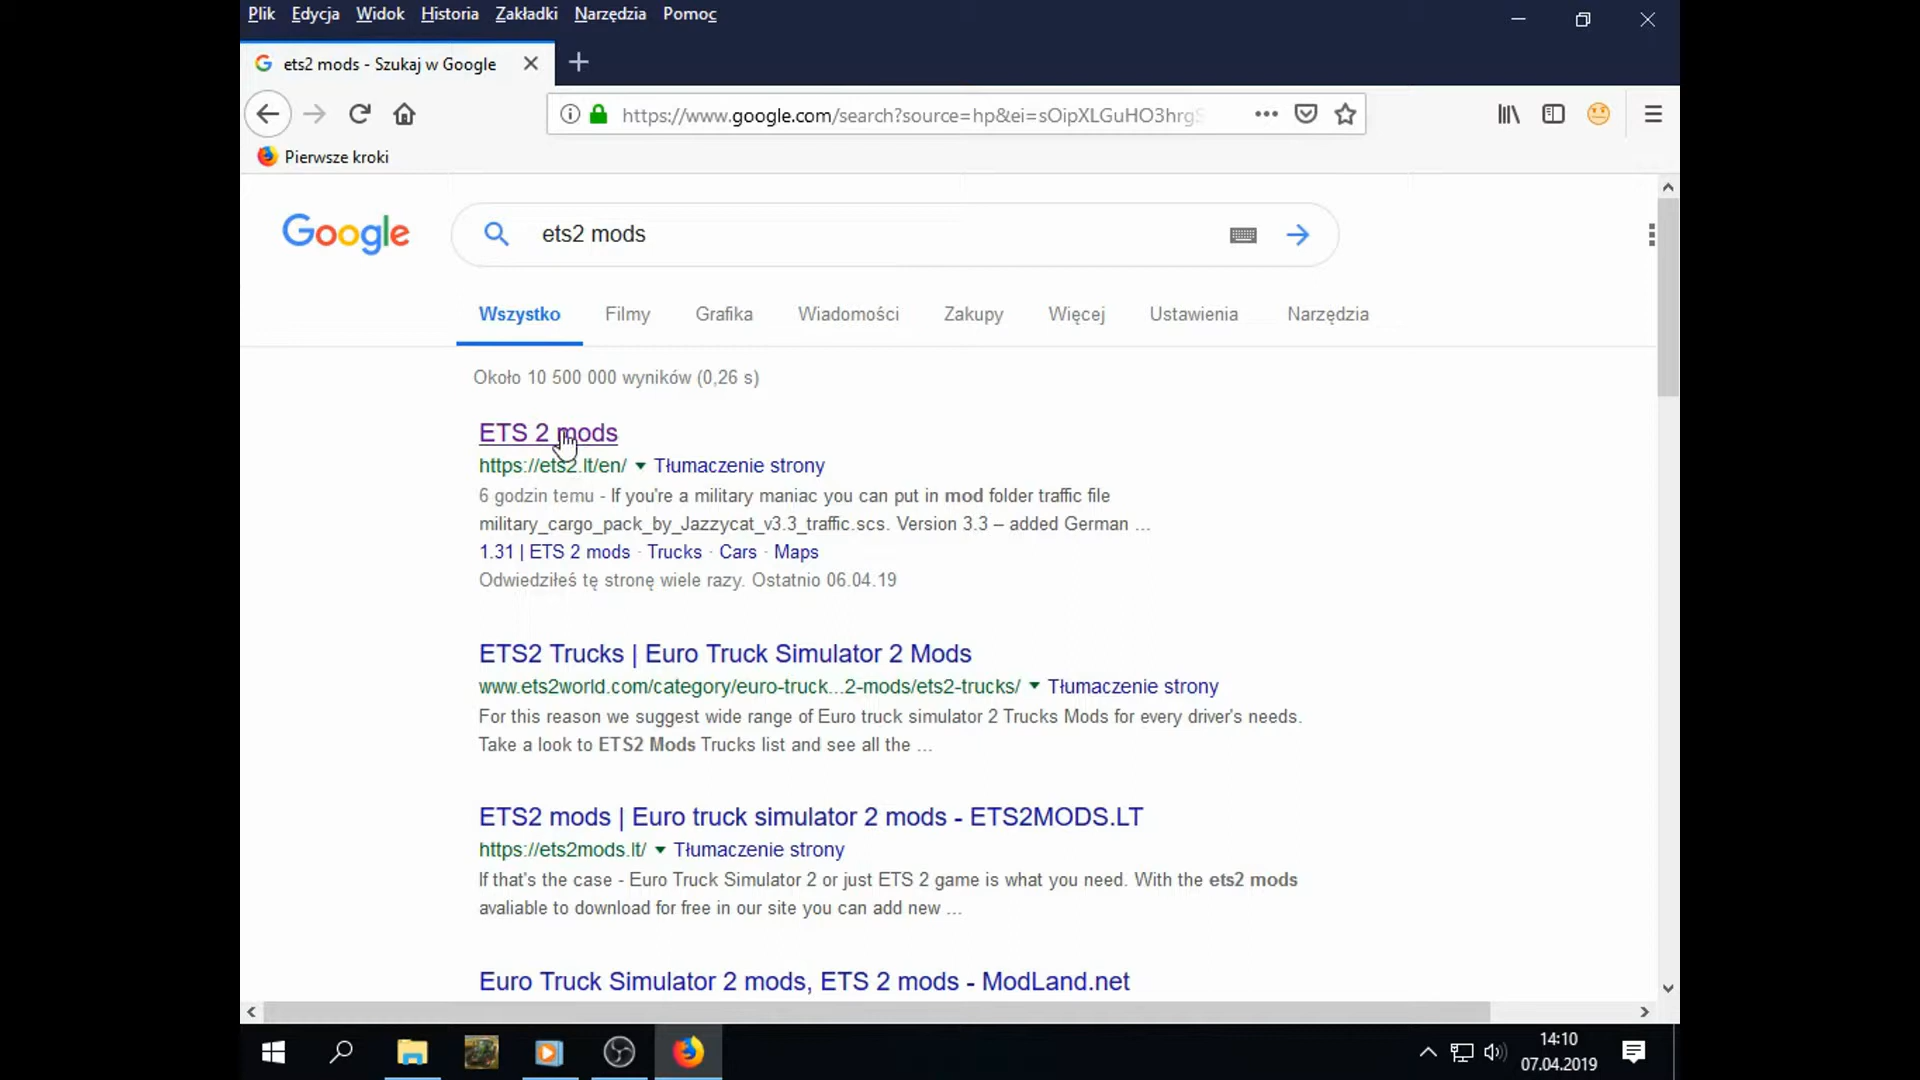 Plik Edycja Widok Historia Zakładki Narzędzia Pomoc
ets2 mods - Szukaj w Google
https://www.google.com/search?source=hp&ei=sOipXLGuHO3hrgS
Pierwsze kroki
Google
ets2 mods
Wszystko Filmy Grafika Wiadomości Zakupy Więcej Ustawienia Narzędzia
Około 10 500 000 wyników (0,26 s)
ETS 2 mods
https://ets2.lt/en/ Tłumaczenie strony
6 godzin temu - If you're a military maniac you can put in mod folder traffic file
military_cargo_pack_by_Jazzycat_v3.3_traffic.scs. Version 3.3 – added German ...
1.31 | ETS 2 mods · Trucks · Cars · Maps
Odwiedziłeś tę stronę wiele razy. Ostatnio 06.04.19
ETS2 Trucks | Euro Truck Simulator 2 Mods
www.ets2world.com/category/euro-truck...2-mods/ets2-trucks/ Tłumaczenie strony
For this reason we suggest wide range of Euro truck simulator 2 Trucks Mods for every driver's needs.
Take a look to ETS2 Mods Trucks list and see all the ...
ETS2 mods | Euro truck simulator 2 mods - ETS2MODS.LT
https://ets2mods.lt/ Tłumaczenie strony
If that's the case - Euro Truck Simulator 2 or just ETS 2 game is what you need. With the ets2 mods
avaliable to download for free in our site you can add new ...
Euro Truck Simulator 2 mods, ETS 2 mods - ModLand.net
14:10
07.04.2019